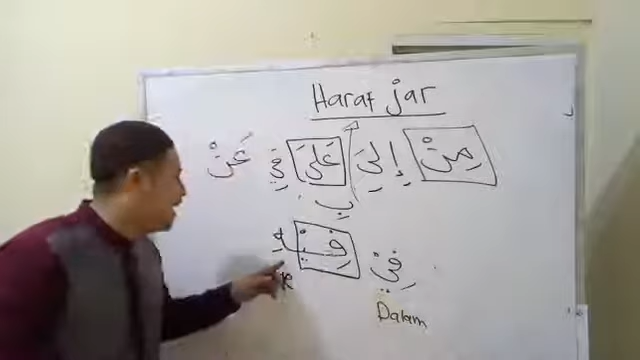 Haraf jar
مِنْ إِلَى عَلَى فِي عَنْ
بِ
فِيْ فِيْهِ
Dalam